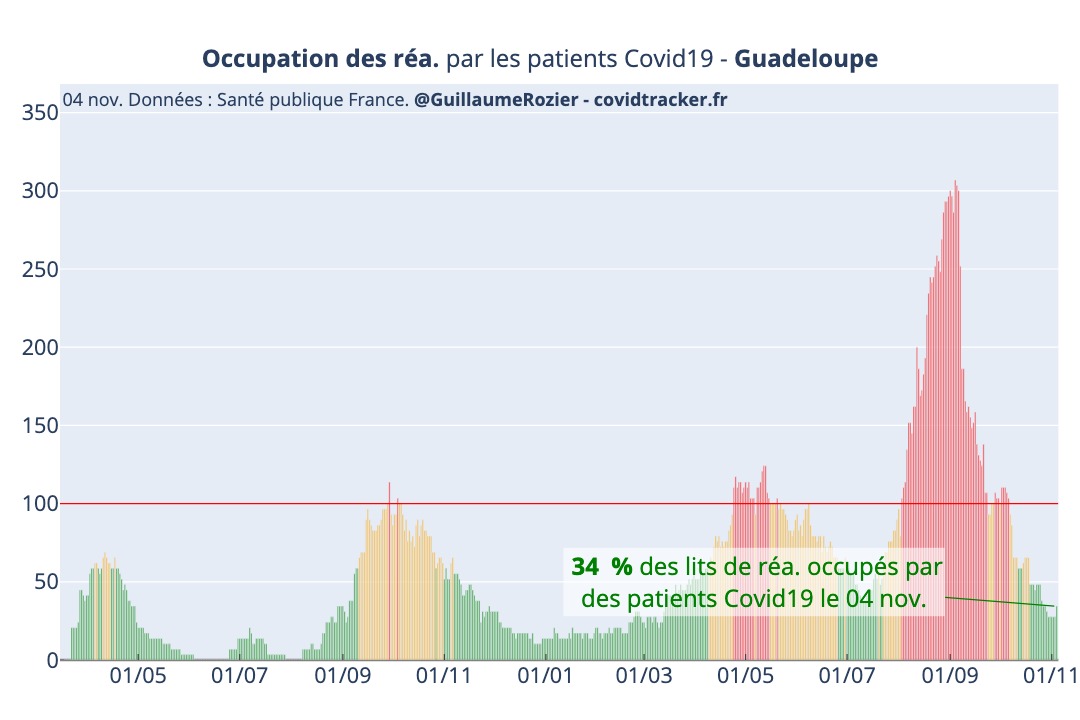 Occupation des réa. par les patients Covid19 - Guadeloupe
04 nov. Données : Santé publique France. @GuillaumeRozier - covidtracker.fr
350
300
250
200
150
100
50
0
34 % des lits de réa. occupés par
des patients Covid19 le 04 nov.
01/05 01/07 01/09 01/11 01/01 01/03 01/05 01/07 01/09 01/11